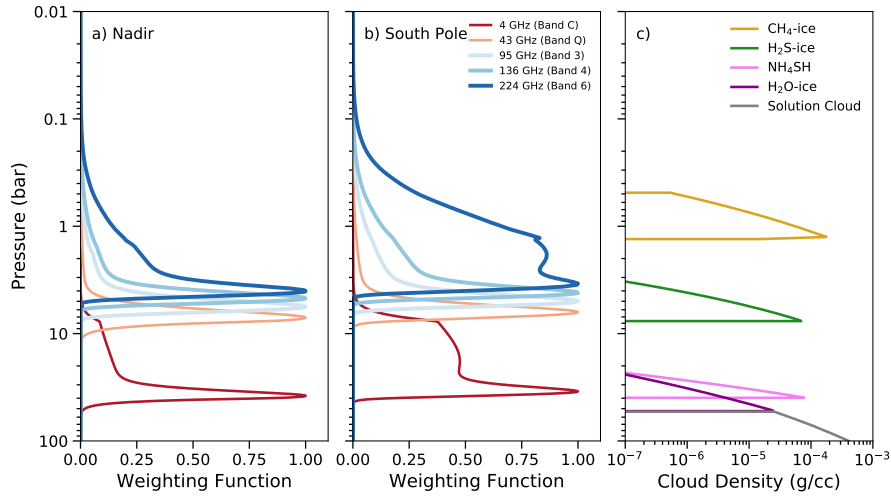 a) Nadir
b) South Pole
c)
4 GHz (Band C)
43 GHz (Band Q)
95 GHz (Band 3)
136 GHz (Band 4)
224 GHz (Band 6)
CH₄-ice
H₂S-ice
NH₄SH
H₂O-ice
Solution Cloud
Pressure (bar)
0.01
0.1
1
10
100
0.00 0.25 0.50 0.75 1.00
Weighting Function
0.00 0.25 0.50 0.75 1.00
Weighting Function
10⁻⁷ 10⁻⁶ 10⁻⁵ 10⁻⁴ 10⁻³
Cloud Density (g/cc)